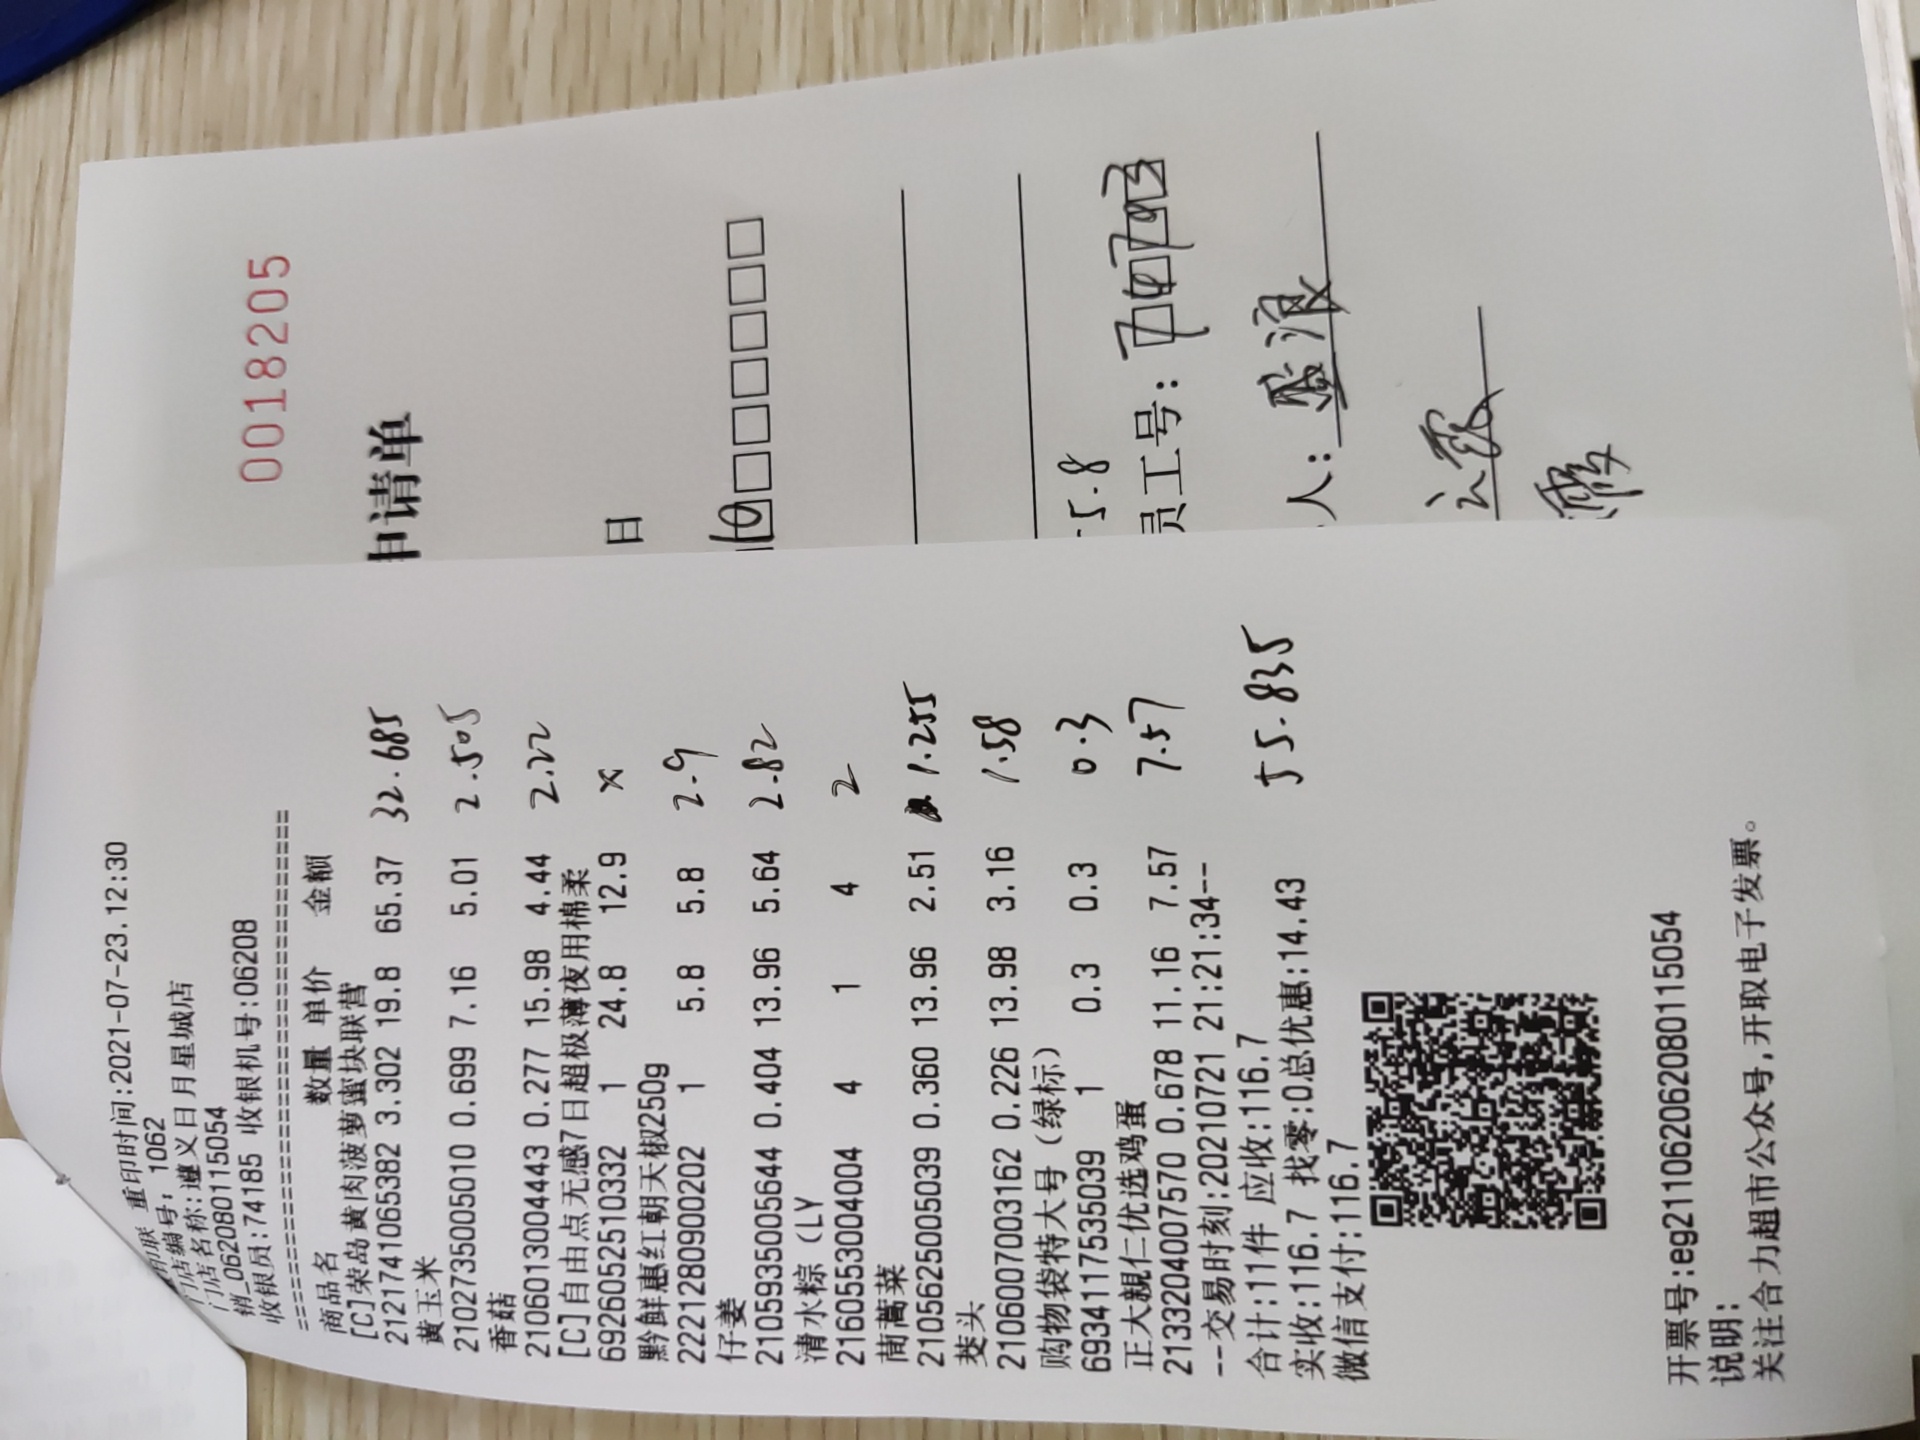 重印时间:2021-07-23.12:30
门店编号: 1062
门店名称:遵义日月星城店
销_0620801115054
收银员:74185 收银机号:06208
======================================
商品名 数量 单价 金额
[C]荣岛黄肉菠萝蜜块联营
2121741065382 3.302 19.8 65.37 32.685
黄玉米
2102735005010 0.699 7.16 5.01 2.505
香菇
2106013004443 0.277 15.98 4.44 2.22
[C]自由点无感7日超极薄夜用棉柔
6926052510332 1 24.8 12.9 ×
黔鲜惠红朝天椒250g
2221280900202 1 5.8 5.8 2.9
仔姜
2105935005644 0.404 13.96 5.64 2.82
清水粽（LY
2160553004004 4 1 4 2
茼蒿菜
2105625005039 0.360 13.96 2.51 1.255
茭头
2106007003162 0.226 13.98 3.16 1.58
购物袋特大号（绿标）
6934117535039 1 0.3 0.3 0.3
正大親仁优选鸡蛋
2133204007570 0.678 11.16 7.57 7.57
--交易时刻:20210721 21:21:34--
合计:11件 应收:116.7
实收:116.7 找零:0总优惠:14.43 55.835
微信支付:116.7
开票号:eg211062062080115054
说明:
关注合力超市公众号,开取电子发票。
0018205
申请单
日
55.8
员工号:
人: